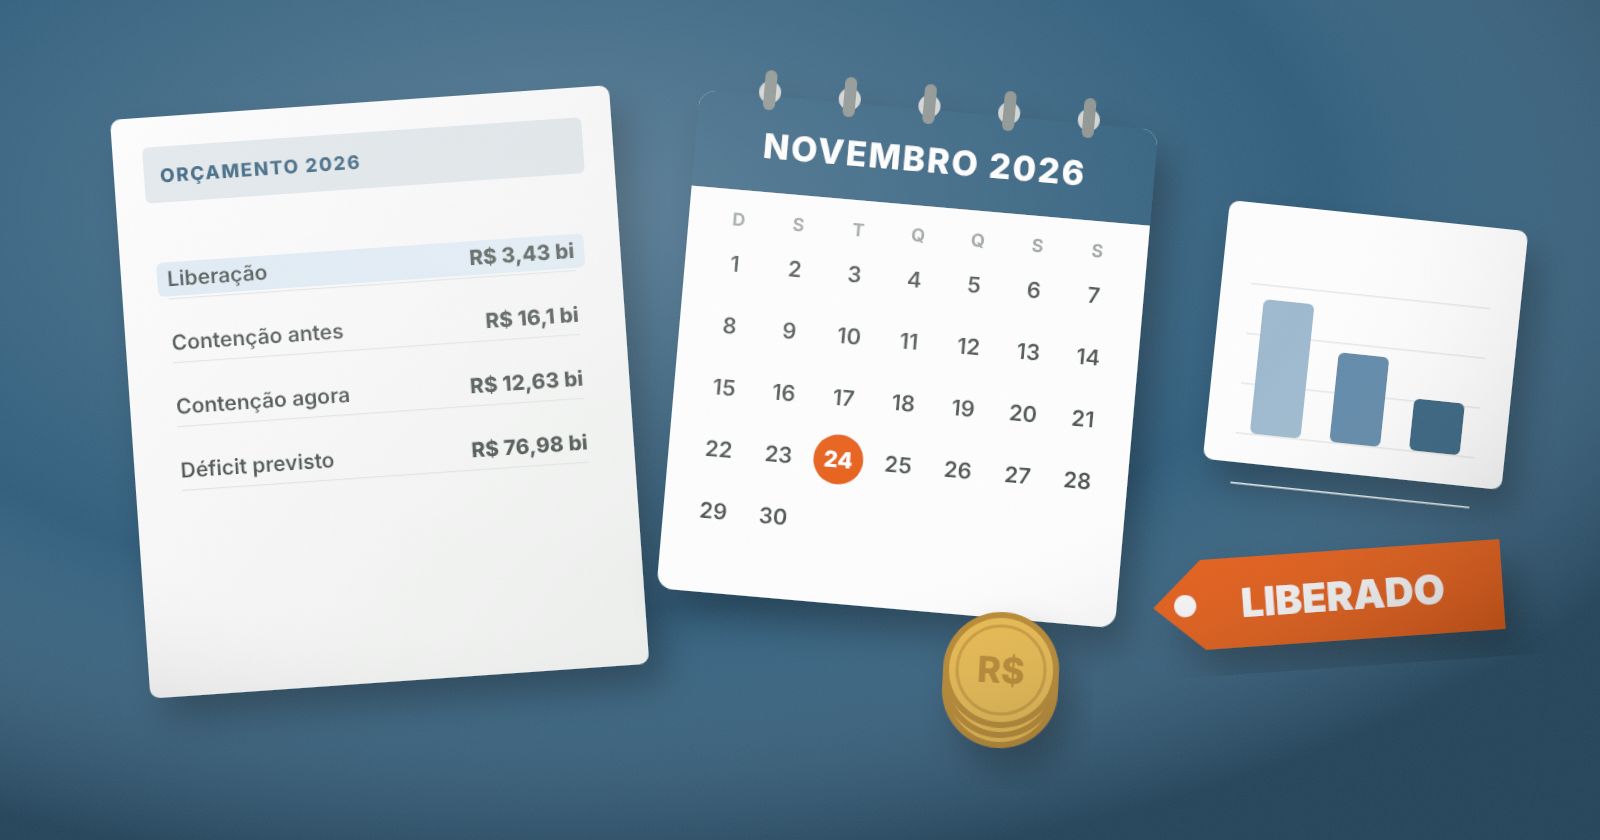 ORÇAMENTO 2026
Liberação R$ 3,43 bi
Contenção antes R$ 16,1 bi
Contenção agora R$ 12,63 bi
Déficit previsto R$ 76,98 bi
NOVEMBRO 2026
D S T Q Q S S
1 2 3 4 5 6 7
8 9 10 11 12 13 14
15 16 17 18 19 20 21
22 23 24 25 26 27 28
29 30
LIBERADO
R$